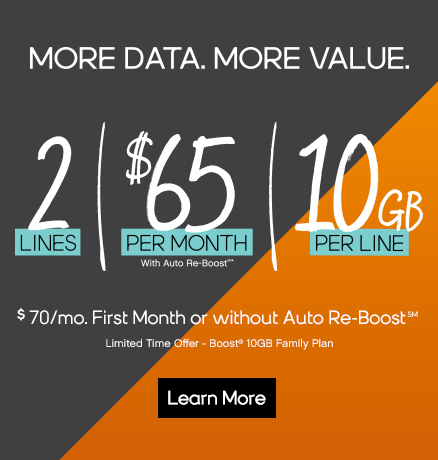 MORE DATA. MORE VALUE.
2 $65 10GB
LINES PER MONTH PER LINE
With Auto Re-Boost℠*
$70/mo. First Month or without Auto Re-Boost℠
Limited Time Offer - Boost® 10GB Family Plan
Learn More